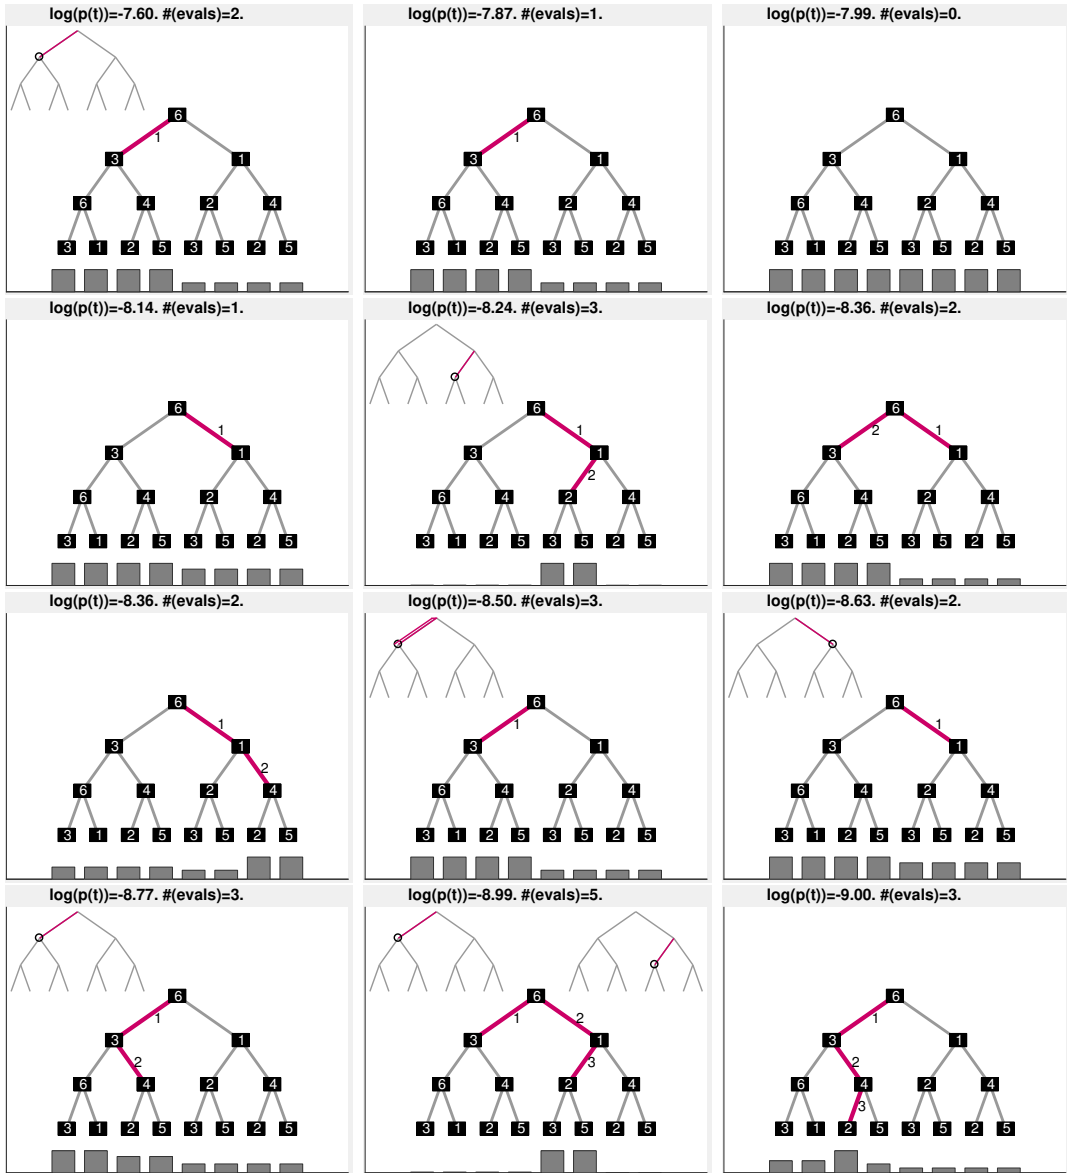 log(p(t))=-7.60. #(evals)=2. log(p(t))=-7.87. #(evals)=1. log(p(t))=-7.99. #(evals)=0.
6 6 6
1 1
3 1 3 1 3 1
6 4 2 4 6 4 2 4 6 4 2 4
3 1 2 5 3 5 2 5 3 1 2 5 3 5 2 5 3 1 2 5 3 5 2 5
log(p(t))=-8.14. #(evals)=1. log(p(t))=-8.24. #(evals)=3. log(p(t))=-8.36. #(evals)=2.
6 6 6
1 1 2 1
3 1 3 1 3 1
2
6 4 2 4 6 4 2 4 6 4 2 4
3 1 2 5 3 5 2 5 3 1 2 5 3 5 2 5 3 1 2 5 3 5 2 5
log(p(t))=-8.36. #(evals)=2. log(p(t))=-8.50. #(evals)=3. log(p(t))=-8.63. #(evals)=2.
6 6 6
1 1 1
3 1 3 1 3 1
2
6 4 2 4 6 4 2 4 6 4 2 4
3 1 2 5 3 5 2 5 3 1 2 5 3 5 2 5 3 1 2 5 3 5 2 5
log(p(t))=-8.77. #(evals)=3. log(p(t))=-8.99. #(evals)=5. log(p(t))=-9.00. #(evals)=3.
6 6 6
1 1 2 1
3 1 3 1 3 1
2 3 2
6 4 2 4 6 4 2 4 6 4 2 4
3
3 1 2 5 3 5 2 5 3 1 2 5 3 5 2 5 3 1 2 5 3 5 2 5